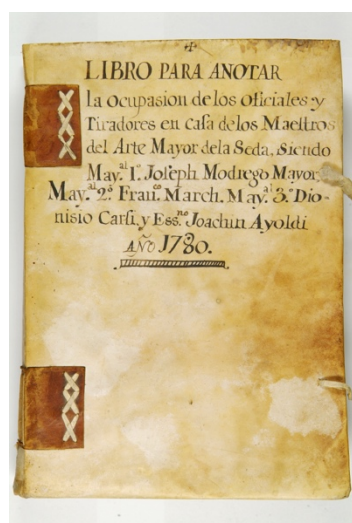 LIBRO PARA ANOTAR
la ocupasion de los oficiales y
Tiradores en casa de los Maestros
del Arte Mayor de la Seda. Siendo
May.al 1.º Joseph Modrego Mayor,
May.al 2.º Fran.co March. May.al 3.º Dio-
nisio Carsi, y Ess.no Joachin Ayoldi
AÑO 1780.